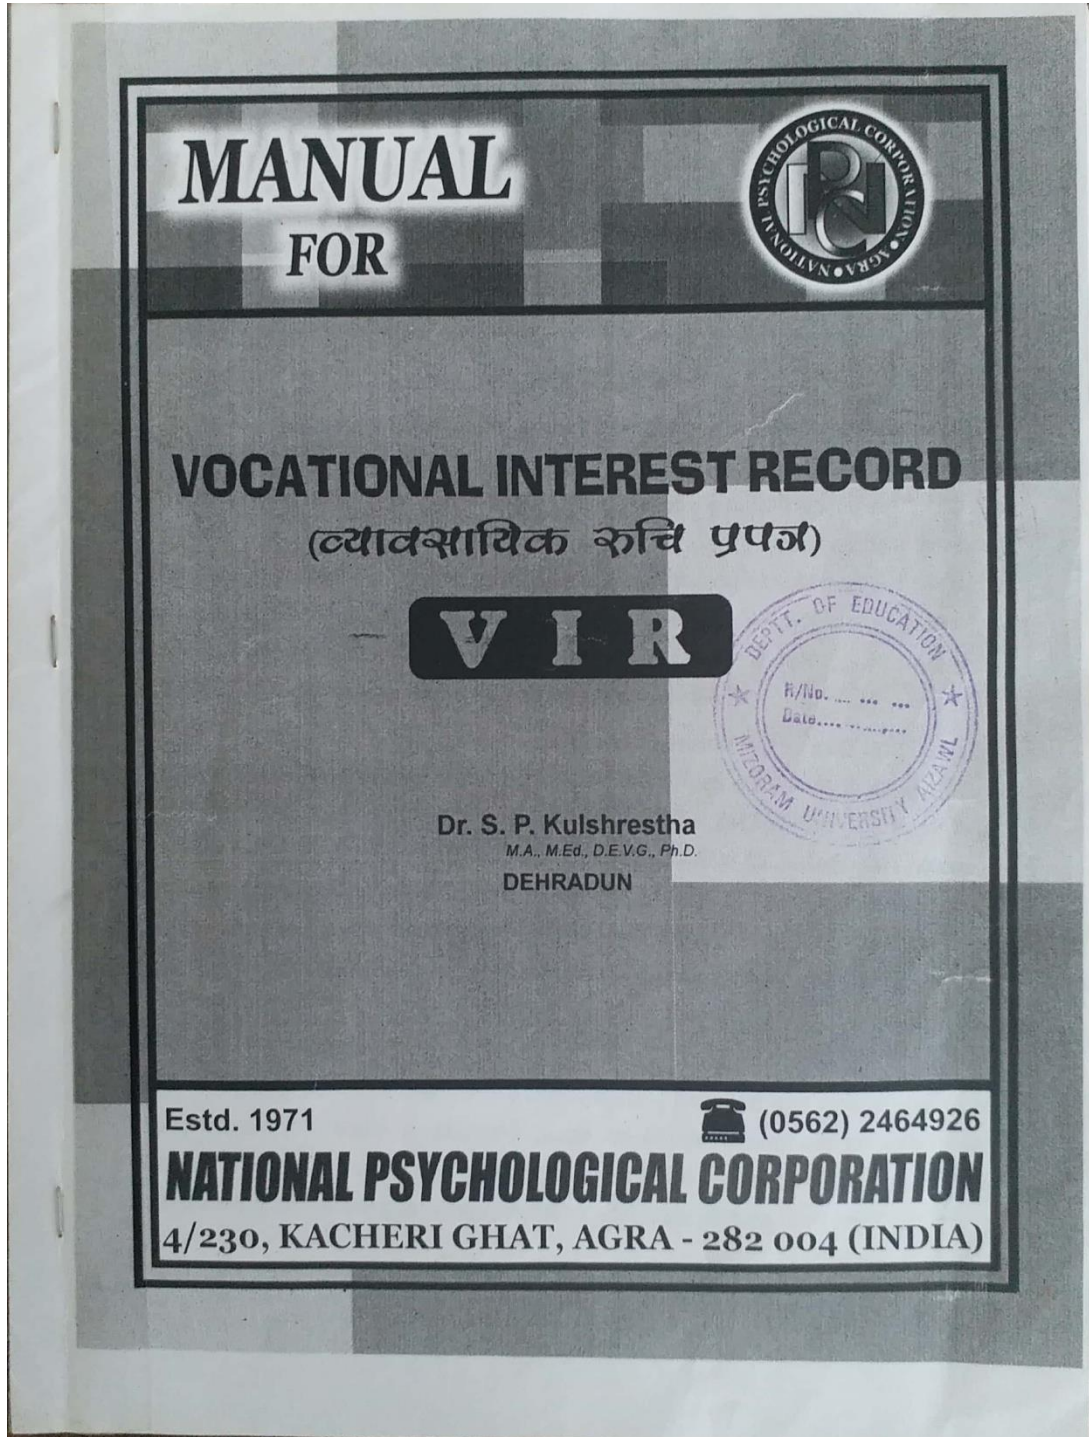 MANUAL
FOR
NATIONAL PSYCHOLOGICAL CORPORATION • AGRA •
NPC
VOCATIONAL INTEREST RECORD
(व्यावसायिक रुचि प्रपत्र)
VIR
DEPTT. OF EDUCATION
R/No. .... ... ...
Date.... .........
MIZORAM UNIVERSITY AIZAWL
Dr. S. P. Kulshrestha
M.A., M.Ed., D.E.V.G., Ph.D.
DEHRADUN
Estd. 1971
(0562) 2464926
NATIONAL PSYCHOLOGICAL CORPORATION
4/230, KACHERI GHAT, AGRA - 282 004 (INDIA)